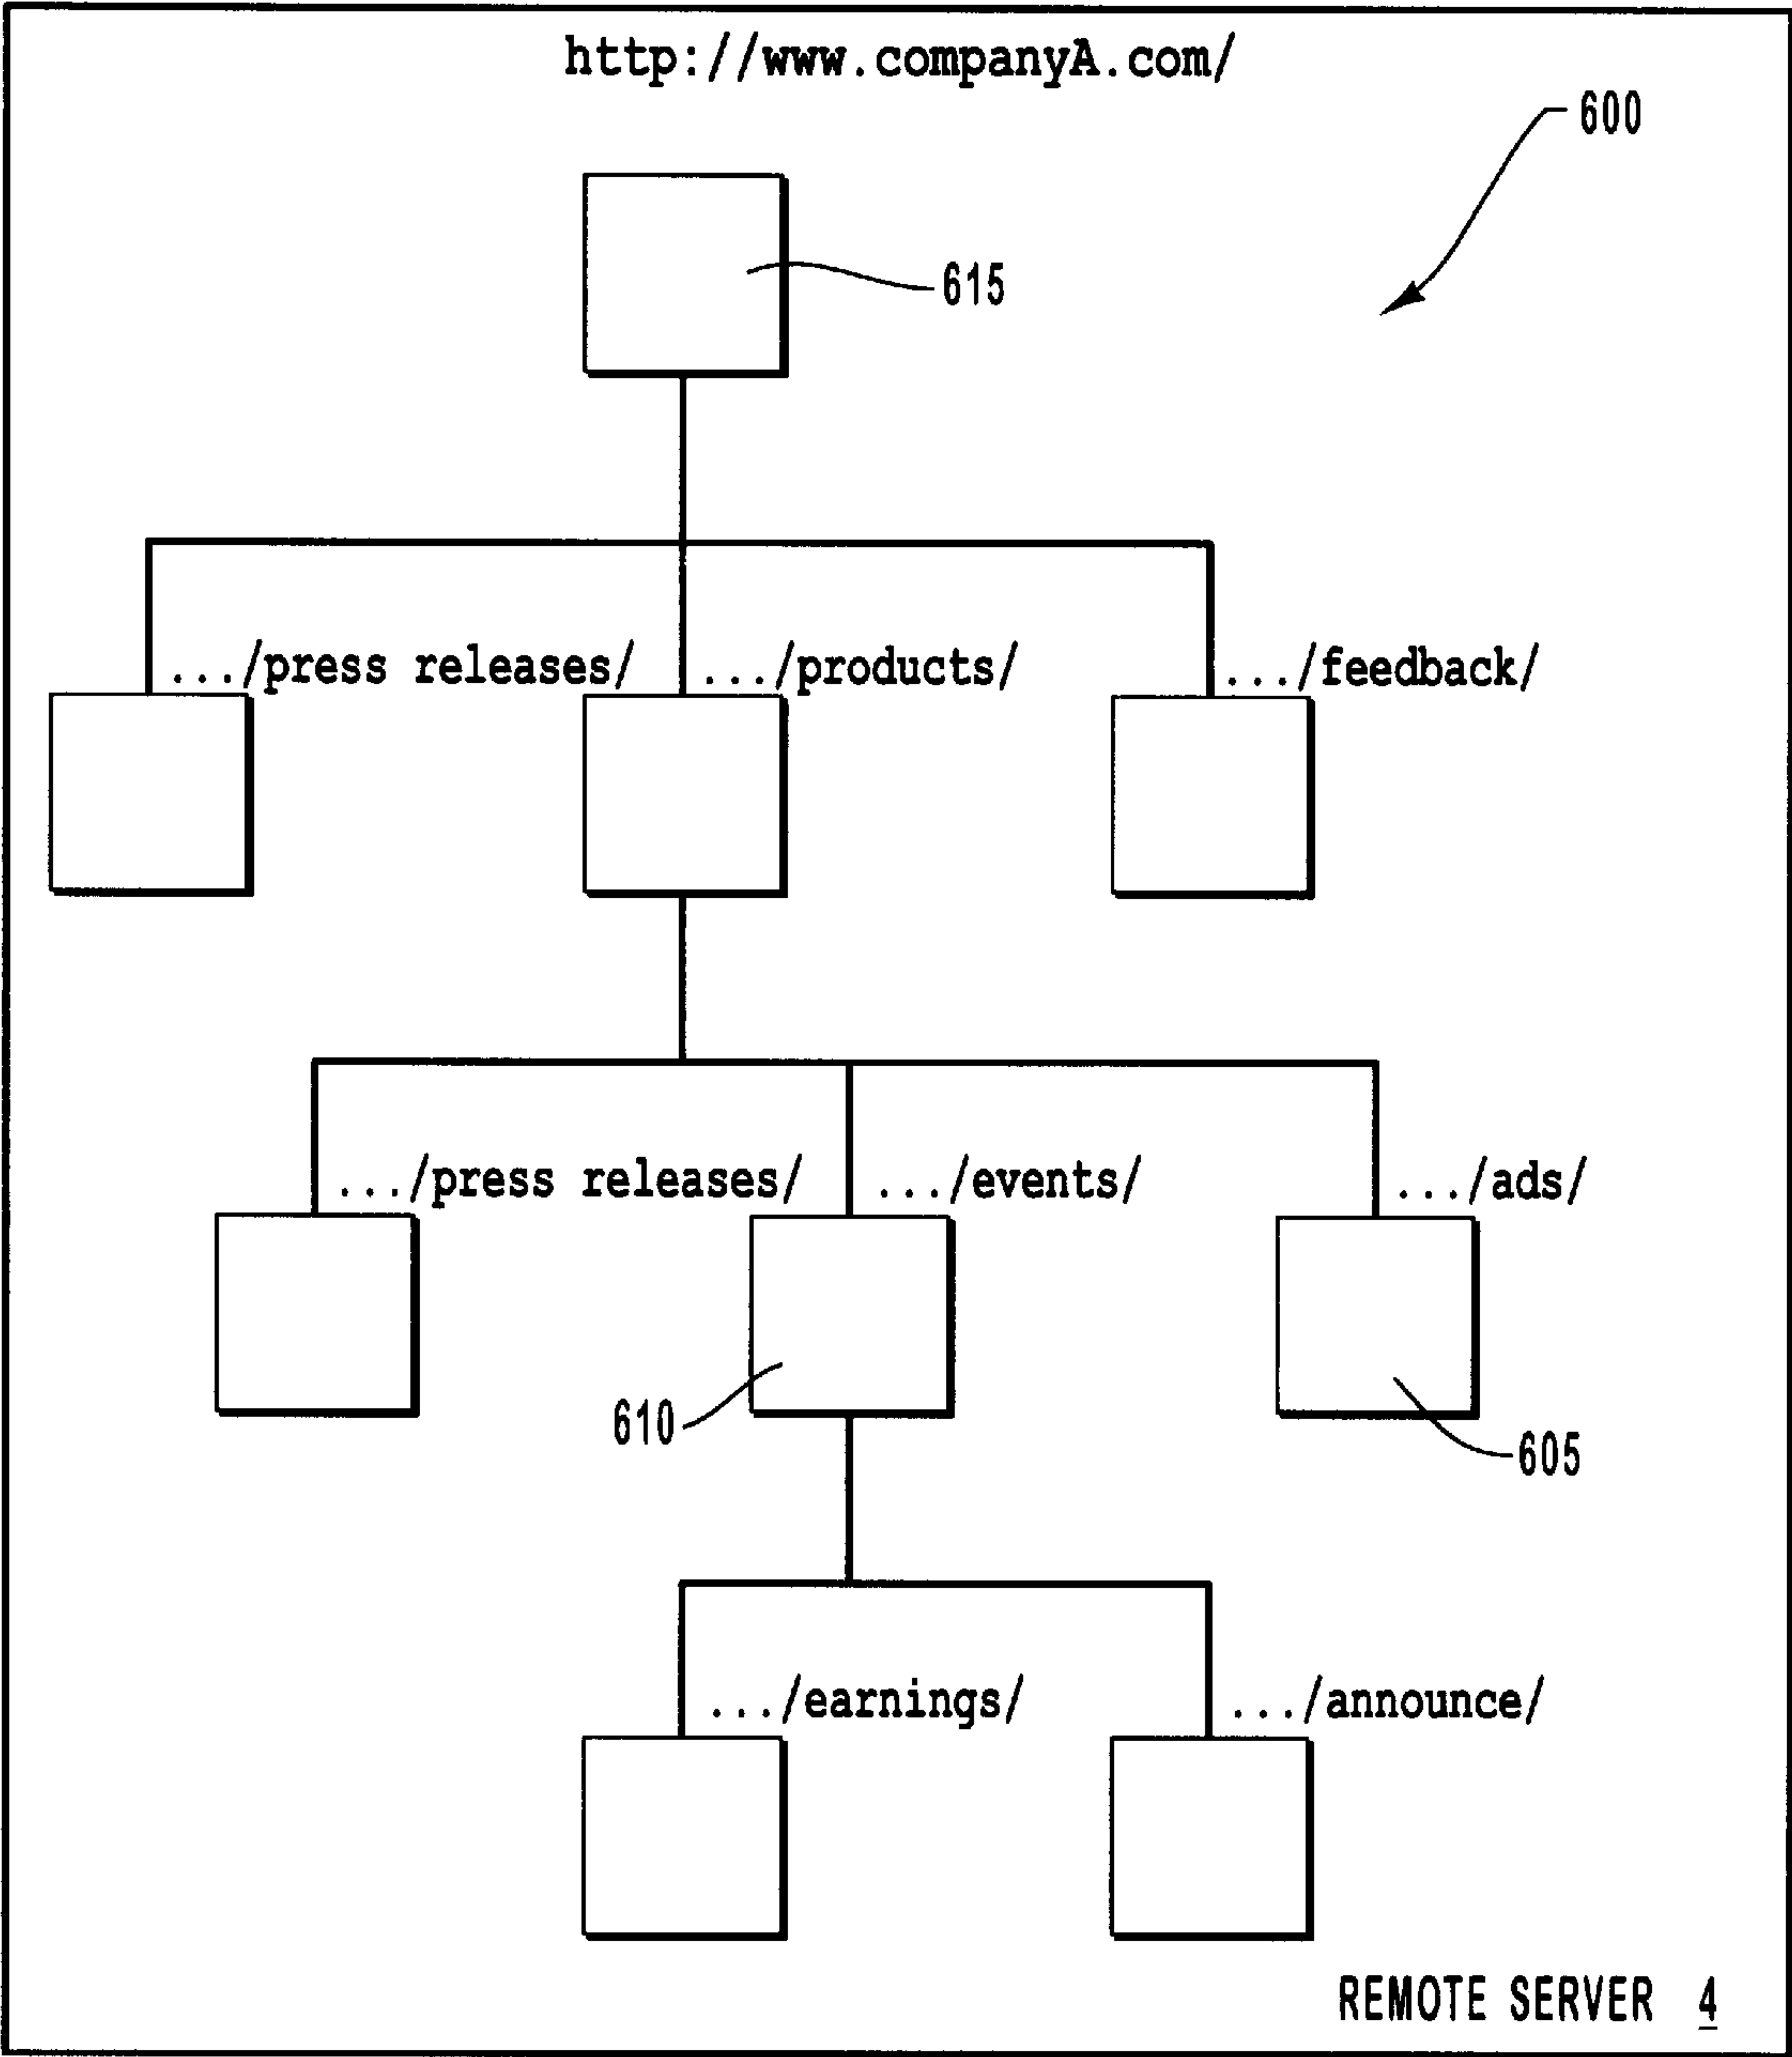 http://www.companyA.com/
600
615
.../press releases/
.../products/
.../feedback/
.../press releases/
.../events/
.../ads/
610
605
.../earnings/
.../announce/
REMOTE SERVER 4